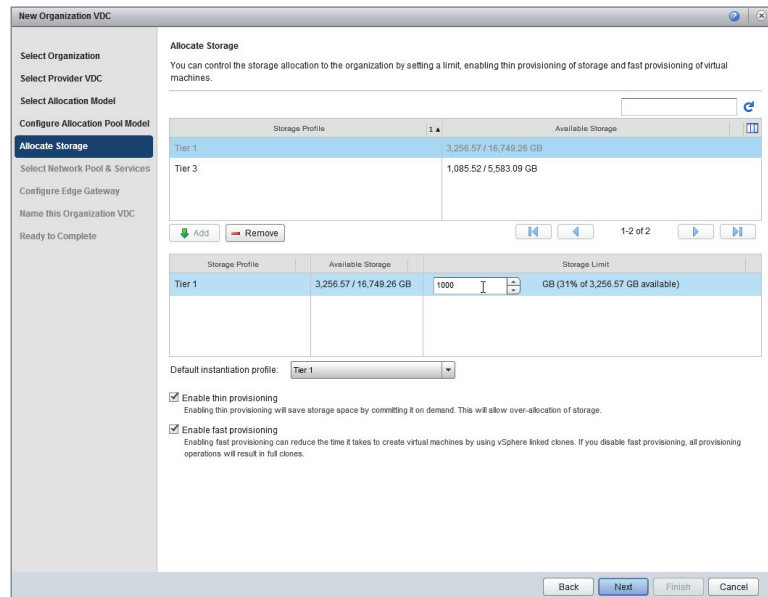 New Organization VDC
Select Organization
Select Provider VDC
Select Allocation Model
Configure Allocation Pool Model
Allocate Storage
Select Network Pool & Services
Configure Edge Gateway
Name this Organization VDC
Ready to Complete
Allocate Storage
You can control the storage allocation to the organization by setting a limit, enabling thin provisioning of storage and fast provisioning of virtual
machines.
Storage Profile 1 ▲ Available Storage
Tier 1 3,256.57 / 16,749.26 GB
Tier 3 1,085.52 / 5,583.09 GB
Add Remove 1-2 of 2
Storage Profile Available Storage Storage Limit
Tier 1 3,256.57 / 16,749.26 GB 1000 GB (31% of 3,256.57 GB available)
Default instantiation profile: Tier 1
Enable thin provisioning
Enabling thin provisioning will save storage space by committing it on demand. This will allow over-allocation of storage.
Enable fast provisioning
Enabling fast provisioning can reduce the time it takes to create virtual machines by using vSphere linked clones. If you disable fast provisioning, all provisioning
operations will result in full clones.
Back Next Finish Cancel